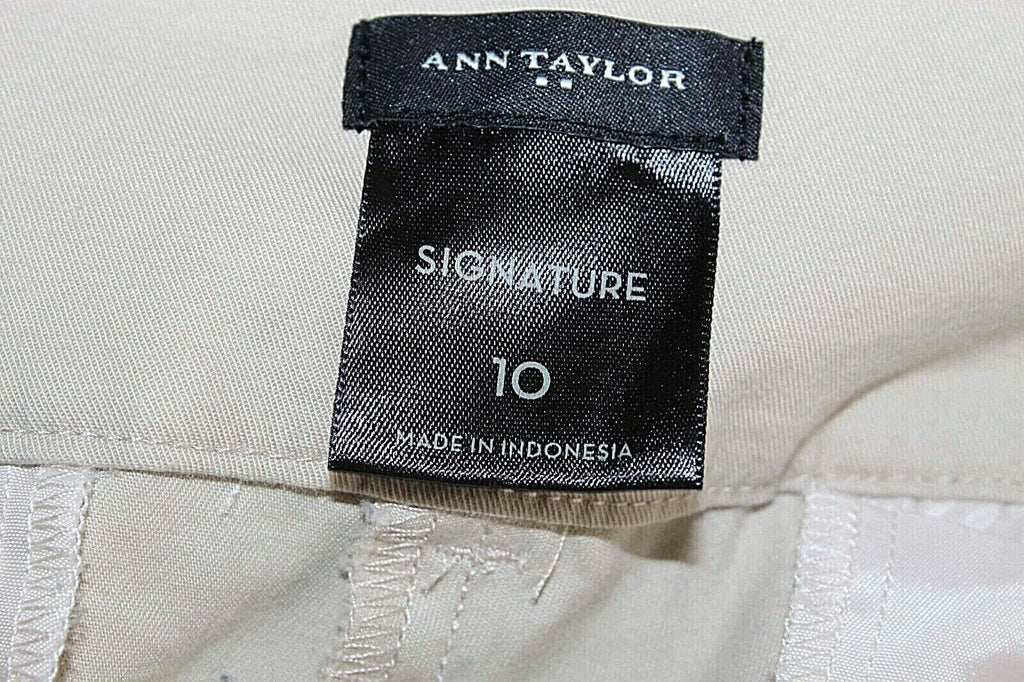 ANN TAYLOR
SIGNATURE
10
MADE IN INDONESIA